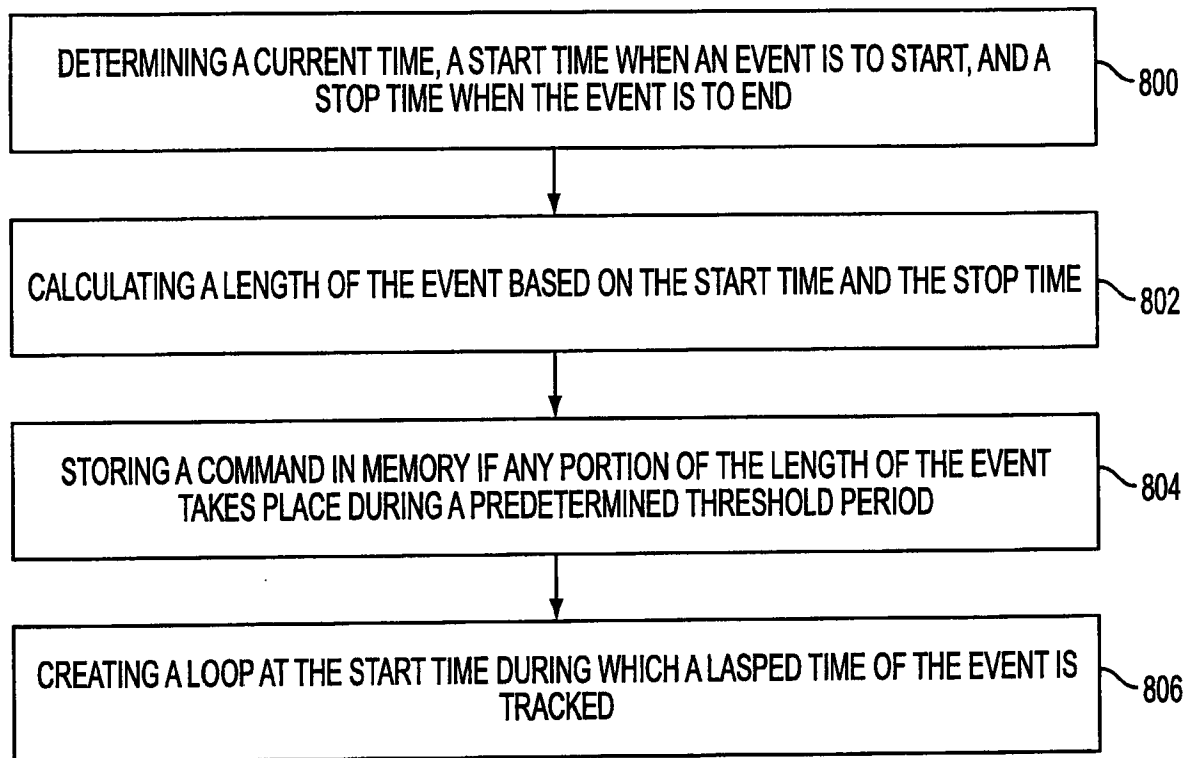 DETERMINING A CURRENT TIME, A START TIME WHEN AN EVENT IS TO START, AND A
STOP TIME WHEN THE EVENT IS TO END
800
CALCULATING A LENGTH OF THE EVENT BASED ON THE START TIME AND THE STOP TIME
802
STORING A COMMAND IN MEMORY IF ANY PORTION OF THE LENGTH OF THE EVENT
TAKES PLACE DURING A PREDETERMINED THRESHOLD PERIOD
804
CREATING A LOOP AT THE START TIME DURING WHICH A LASPED TIME OF THE EVENT IS
TRACKED
806